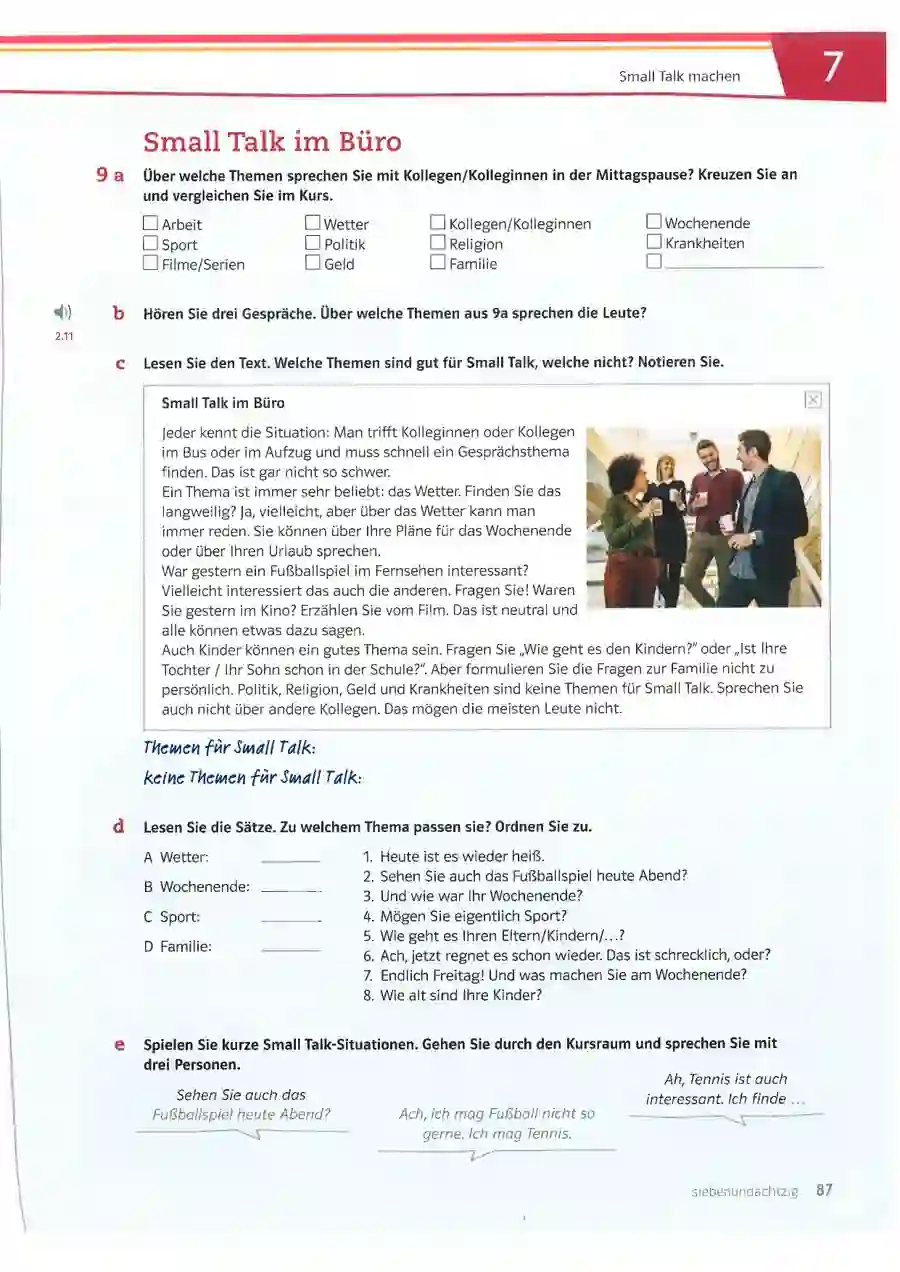 Small Talk machen
7
Small Talk im Büro
9 a Über welche Themen sprechen Sie mit Kollegen/Kolleginnen in der Mittagspause? Kreuzen Sie an
und vergleichen Sie im Kurs.
☐ Arbeit ☐ Wetter ☐ Kollegen/Kolleginnen ☐ Wochenende
☐ Sport ☐ Politik ☐ Religion ☐ Krankheiten
☐ Filme/Serien ☐ Geld ☐ Familie ☐ ____________
b Hören Sie drei Gespräche. Über welche Themen aus 9a sprechen die Leute?
2.11
c Lesen Sie den Text. Welche Themen sind gut für Small Talk, welche nicht? Notieren Sie.
Small Talk im Büro
Jeder kennt die Situation: Man trifft Kolleginnen oder Kollegen
im Bus oder im Aufzug und muss schnell ein Gesprächsthema
finden. Das ist gar nicht so schwer.
Ein Thema ist immer sehr beliebt: das Wetter. Finden Sie das
langweilig? Ja, vielleicht, aber über das Wetter kann man
immer reden. Sie können über Ihre Pläne für das Wochenende
oder über Ihren Urlaub sprechen.
War gestern ein Fußballspiel im Fernsehen interessant?
Vielleicht interessiert das auch die anderen. Fragen Sie! Waren
Sie gestern im Kino? Erzählen Sie vom Film. Das ist neutral und
alle können etwas dazu sagen.
Auch Kinder können ein gutes Thema sein. Fragen Sie „Wie geht es den Kindern?" oder „Ist Ihre
Tochter / Ihr Sohn schon in der Schule?". Aber formulieren Sie die Fragen zur Familie nicht zu
persönlich. Politik, Religion, Geld und Krankheiten sind keine Themen für Small Talk. Sprechen Sie
auch nicht über andere Kollegen. Das mögen die meisten Leute nicht.
Themen für Small Talk:
keine Themen für Small Talk:
d Lesen Sie die Sätze. Zu welchem Thema passen sie? Ordnen Sie zu.
A Wetter: ______
B Wochenende: ______
C Sport: ______
D Familie: ______
1. Heute ist es wieder heiß.
2. Sehen Sie auch das Fußballspiel heute Abend?
3. Und wie war Ihr Wochenende?
4. Mögen Sie eigentlich Sport?
5. Wie geht es Ihren Eltern/Kindern/...?
6. Ach, jetzt regnet es schon wieder. Das ist schrecklich, oder?
7. Endlich Freitag! Und was machen Sie am Wochenende?
8. Wie alt sind Ihre Kinder?
e Spielen Sie kurze Small Talk-Situationen. Gehen Sie durch den Kursraum und sprechen Sie mit
drei Personen.
Sehen Sie auch das
Fußballspiel heute Abend?
Ach, ich mag Fußball nicht so
gerne. Ich mag Tennis.
Ah, Tennis ist auch
interessant. Ich finde ...
siebenundachtzig 87